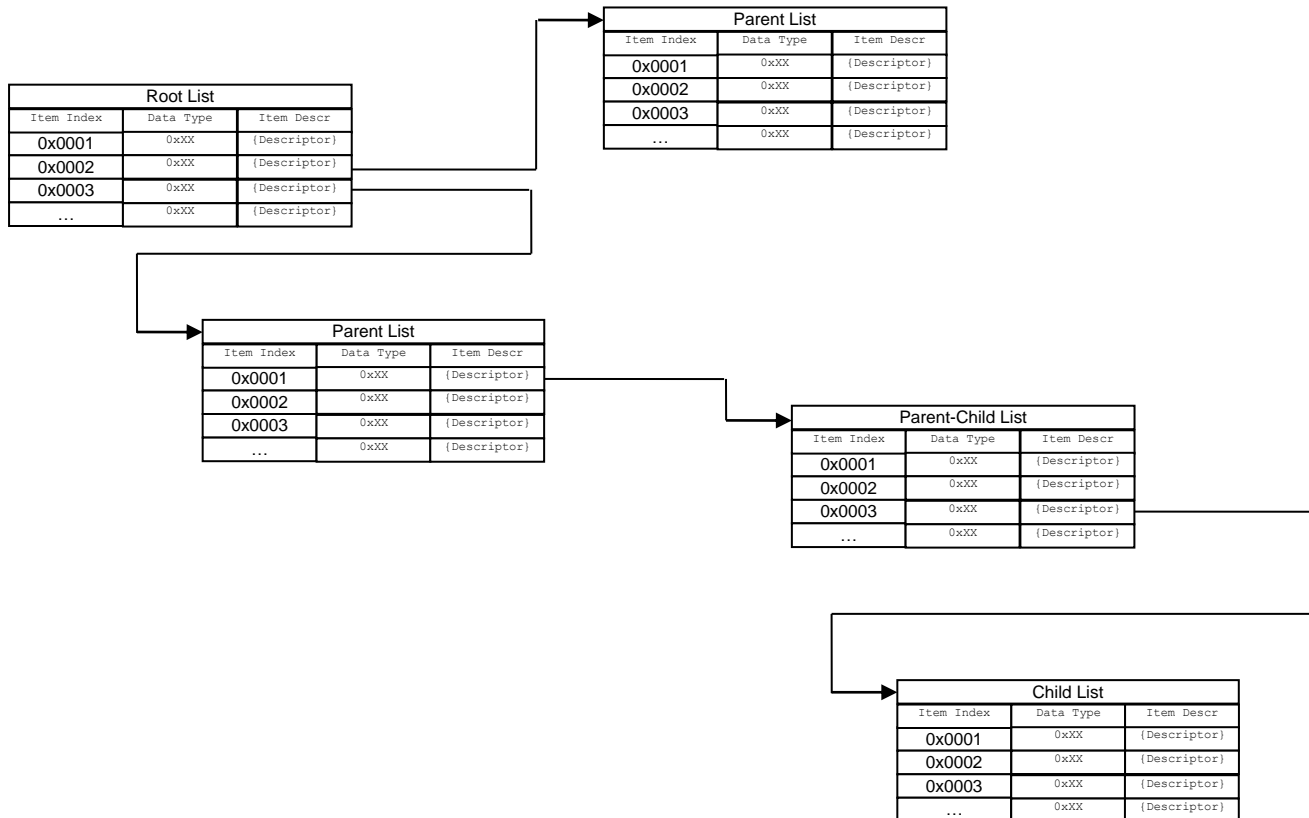 Parent List
Item Index Data Type Item Descr
0x0001 0xXX {Descriptor}
0x0002 0xXX {Descriptor}
0x0003 0xXX {Descriptor}
... 0xXX {Descriptor}
Root List
Item Index Data Type Item Descr
0x0001 0xXX {Descriptor}
0x0002 0xXX {Descriptor}
0x0003 0xXX {Descriptor}
... 0xXX {Descriptor}
Parent List
Item Index Data Type Item Descr
0x0001 0xXX {Descriptor}
0x0002 0xXX {Descriptor}
0x0003 0xXX {Descriptor}
... 0xXX {Descriptor}
Parent-Child List
Item Index Data Type Item Descr
0x0001 0xXX {Descriptor}
0x0002 0xXX {Descriptor}
0x0003 0xXX {Descriptor}
... 0xXX {Descriptor}
Child List
Item Index Data Type Item Descr
0x0001 0xXX {Descriptor}
0x0002 0xXX {Descriptor}
0x0003 0xXX {Descriptor}
... 0xXX {Descriptor}